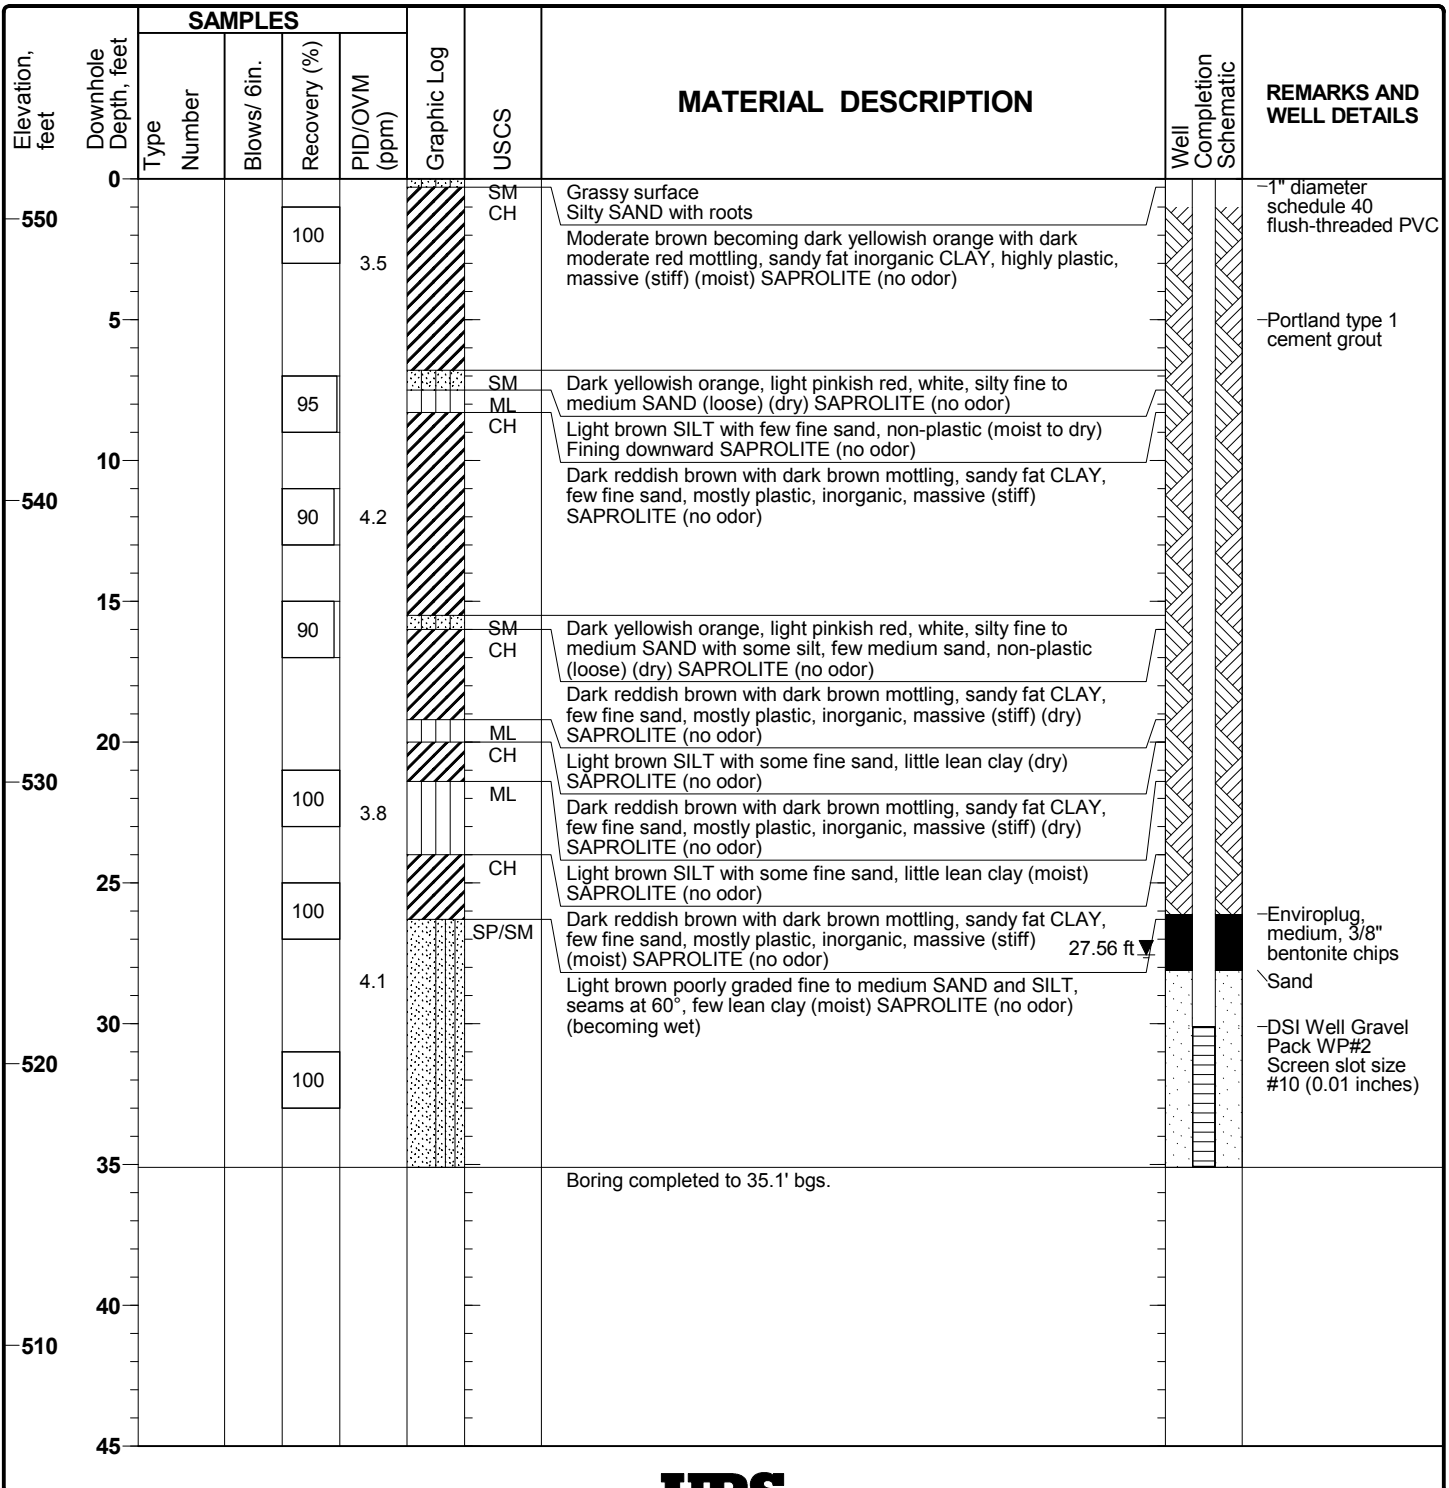 SAMPLES
Elevation,
feet
Downhole
Depth, feet
Type
Number
Blows/ 6in.
Recovery (%)
PID/OVM
(ppm)
Graphic Log
USCS
MATERIAL DESCRIPTION
Well
Completion
Schematic
REMARKS AND
WELL DETAILS
0
SM
Grassy surface
1" diameter
550
CH
Silty SAND with roots
schedule 40
flush-threaded PVC
100
3.5
Moderate brown becoming dark yellowish orange with dark
moderate red mottling, sandy fat inorganic CLAY, highly plastic,
massive (stiff) (moist) SAPROLITE (no odor)
5
Portland type 1
cement grout
95
SM
Dark yellowish orange, light pinkish red, white, silty fine to
ML
medium SAND (loose) (dry) SAPROLITE (no odor)
CH
Light brown SILT with few fine sand, non-plastic (moist to dry)
Fining downward SAPROLITE (no odor)
10
Dark reddish brown with dark brown mottling, sandy fat CLAY,
540
few fine sand, mostly plastic, inorganic, massive (stiff)
90
4.2
SAPROLITE (no odor)
15
90
SM
Dark yellowish orange, light pinkish red, white, silty fine to
CH
medium SAND with some silt, few medium sand, non-plastic
(loose) (dry) SAPROLITE (no odor)
Dark reddish brown with dark brown mottling, sandy fat CLAY,
few fine sand, mostly plastic, inorganic, massive (stiff) (dry)
20
ML
SAPROLITE (no odor)
CH
Light brown SILT with some fine sand, little lean clay (dry)
530
SAPROLITE (no odor)
100
3.8
ML
Dark reddish brown with dark brown mottling, sandy fat CLAY,
few fine sand, mostly plastic, inorganic, massive (stiff) (dry)
SAPROLITE (no odor)
25
CH
Light brown SILT with some fine sand, little lean clay (moist)
SAPROLITE (no odor)
100
Dark reddish brown with dark brown mottling, sandy fat CLAY,
Enviroplug,
SP/SM
few fine sand, mostly plastic, inorganic, massive (stiff)
27.56 ft
medium, 3/8"
(moist) SAPROLITE (no odor)
bentonite chips
4.1
Light brown poorly graded fine to medium SAND and SILT,
Sand
seams at 60°, few lean clay (moist) SAPROLITE (no odor)
30
(becoming wet)
DSI Well Gravel
Pack WP#2
520
Screen slot size
100
#10 (0.01 inches)
35
Boring completed to 35.1' bgs.
40
510
45
URS